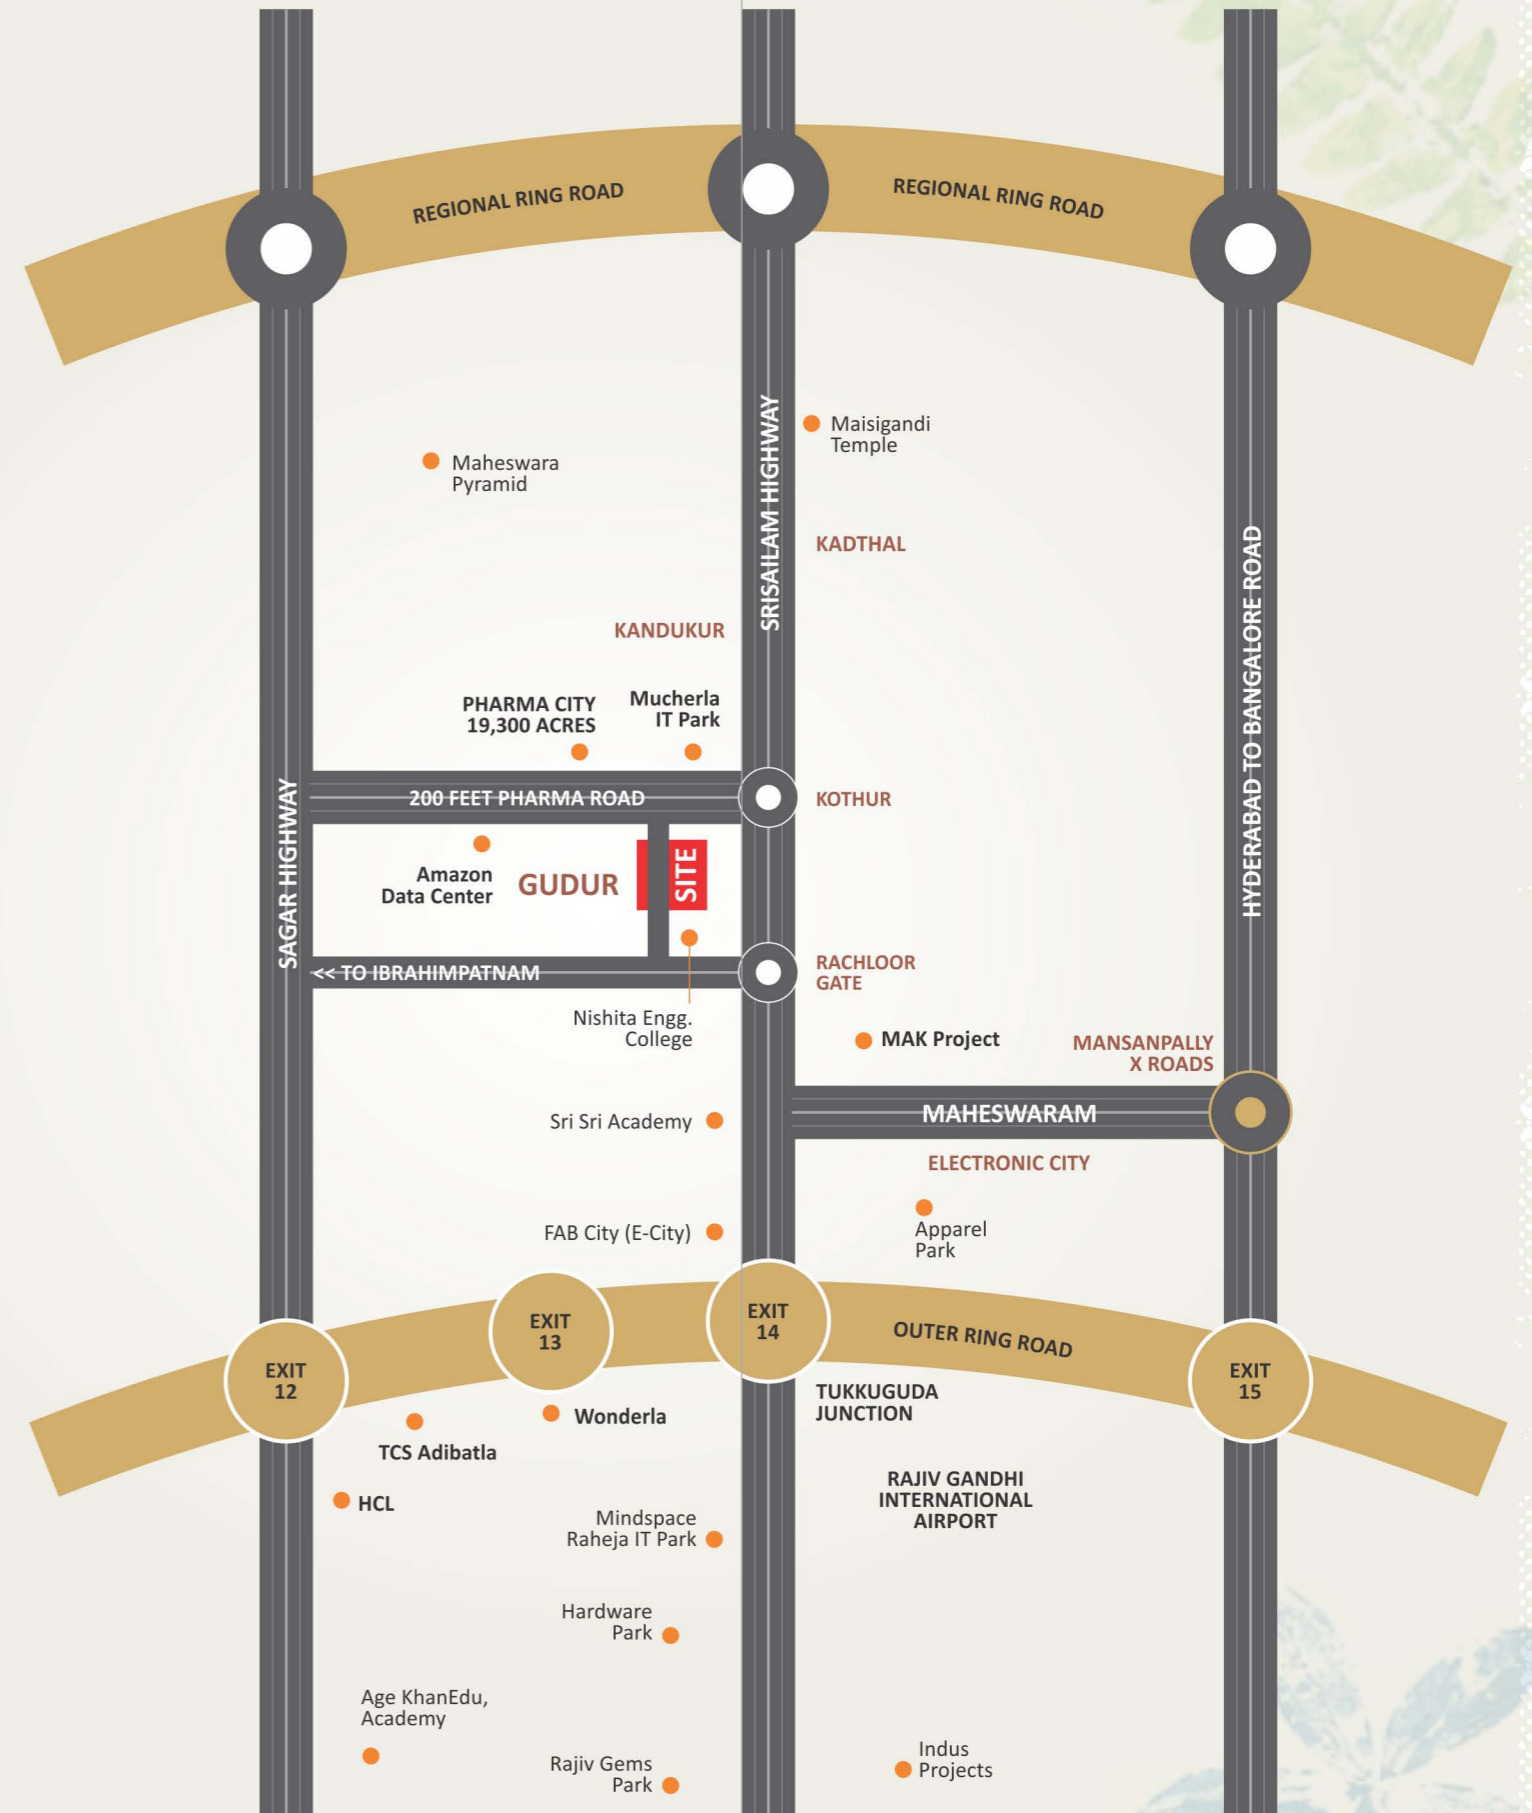 REGIONAL RING ROAD
REGIONAL RING ROAD
Maisigandi
Temple
Maheswara
Pyramid
SRISAILAM HIGHWAY
KADTHAL
HYDERABAD TO BANGALORE ROAD
KANDUKUR
PHARMA CITY
19,300 ACRES
Mucherla
IT Park
SAGAR HIGHWAY
200 FEET PHARMA ROAD
KOTHUR
Amazon
Data Center
GUDUR
SITE
<< TO IBRAHIMPATNAM
RACHLOOR
GATE
Nishita Engg.
College
MAK Project
MANSANPALLY
X ROADS
Sri Sri Academy
MAHESWARAM
ELECTRONIC CITY
FAB City (E-City)
Apparel
Park
EXIT
12
EXIT
13
EXIT
14
OUTER RING ROAD
EXIT
15
TUKKUGUDA
JUNCTION
Wonderla
TCS Adibatla
HCL
RAJIV GANDHI
INTERNATIONAL
AIRPORT
Mindspace
Raheja IT Park
Hardware
Park
Age KhanEdu,
Academy
Rajiv Gems
Park
Indus
Projects